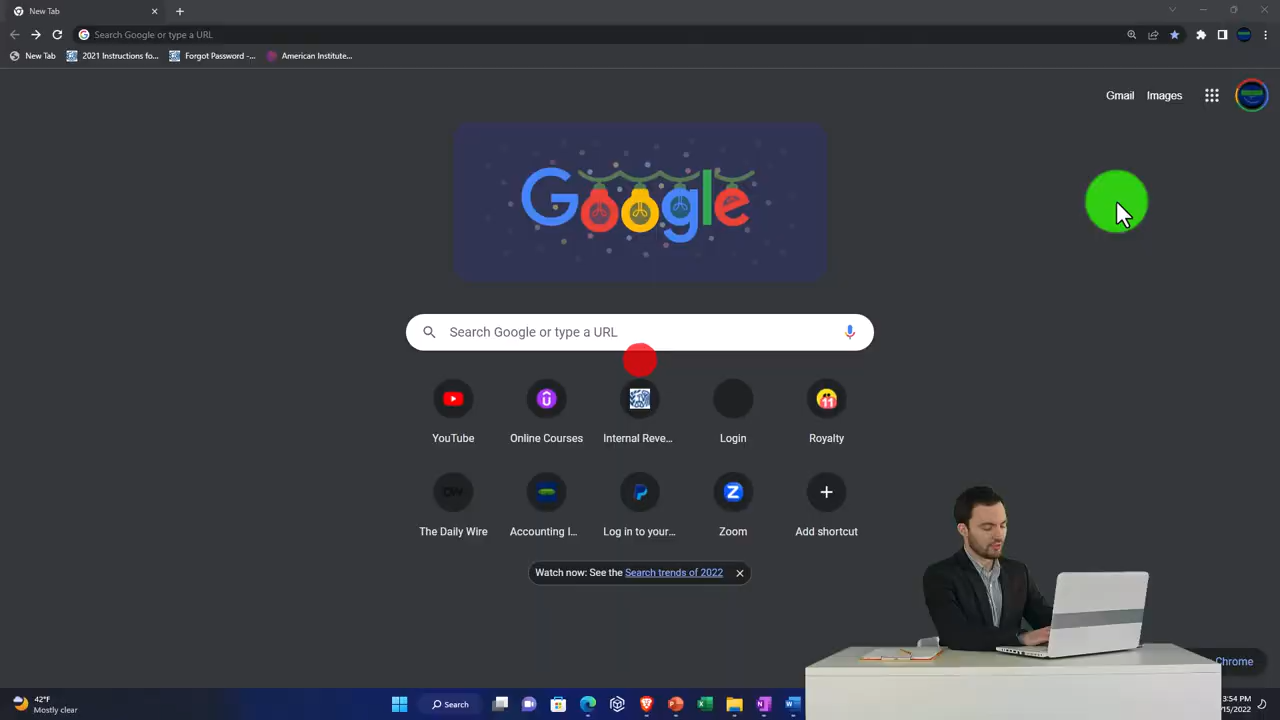 New Tab
Search Google or type a URL
New Tab
2021 Instructions fo...
Forgot Password -...
American Institute...
Gmail
Images
Google
Search Google or type a URL
YouTube
Online Courses
Internal Reve...
Login
Royalty
11
The Daily Wire
Accounting I...
Log in to your...
Zoom
Add shortcut
Watch now: See the Search trends of 2022
Chrome
42°F
Mostly clear
Search
3:54 PM
15/2022